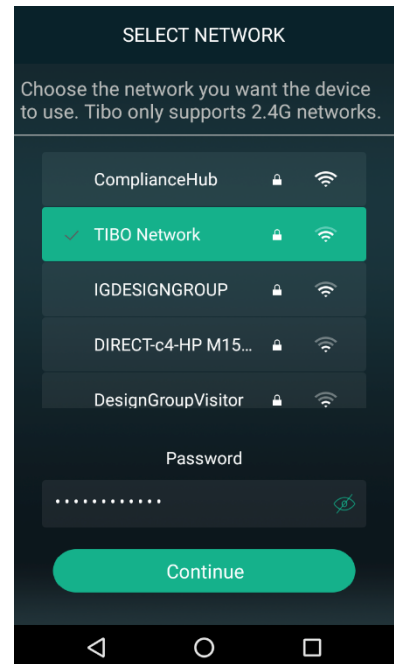 SELECT NETWORK
Choose the network you want the device
to use. Tibo only supports 2.4G networks.
ComplianceHub
TIBO Network
IGDESIGNGROUP
DIRECT-c4-HP M15...
DesignGroupVisitor
Password
••••••••••••
Continue